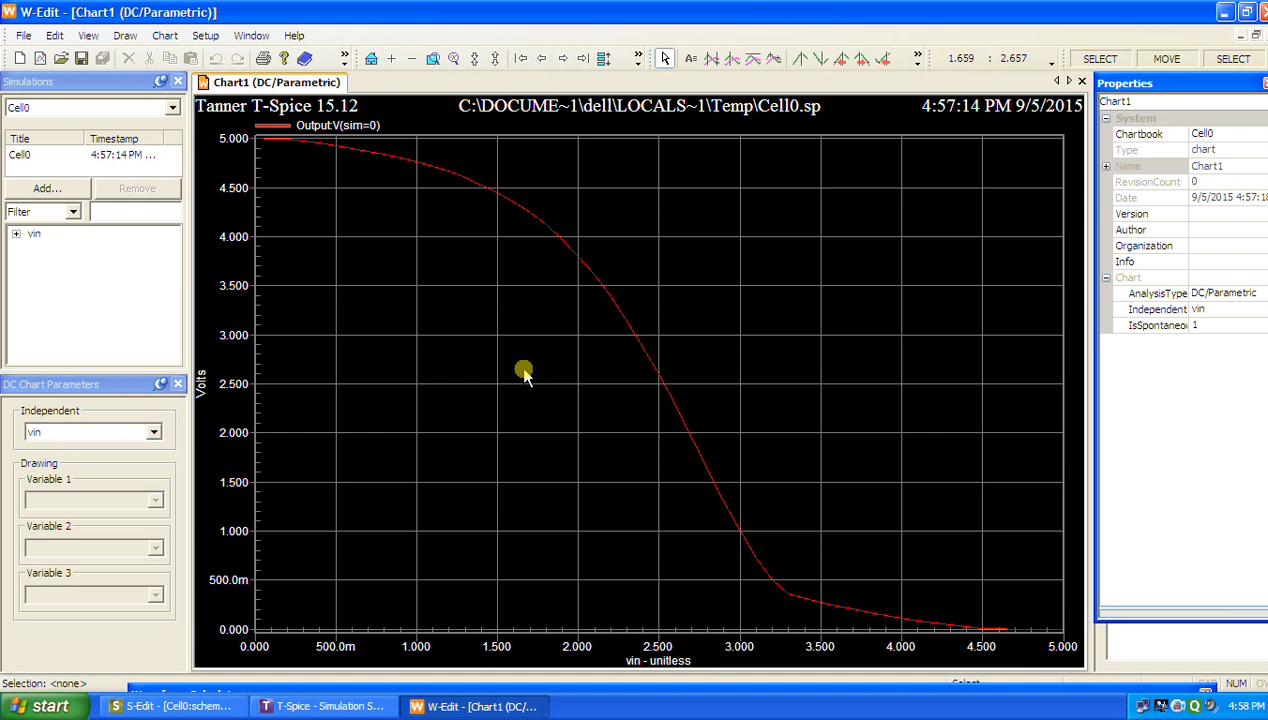 W-Edit - [Chart1 (DC/Parametric)]
File Edit View Draw Chart Setup Window Help
1.659 : 2.657 SELECT MOVE SELECT
Simulations
Cell0
Title Timestamp
Cell0 4:57:14 PM ...
Add... Remove
Filter
vin
DC Chart Parameters
Independent
vin
Drawing
Variable 1
Variable 2
Variable 3
Chart1 (DC/Parametric)
Tanner T-Spice 15.12 C:\DOCUME~1\dell\LOCALS~1\Temp\Cell0.sp 4:57:14 PM 9/5/2015
Output:V(sim=0)
5.000
4.500
4.000
3.500
3.000
2.500
2.000
1.500
1.000
500.0m
0.000
Volts
0.000 500.0m 1.000 1.500 2.000 2.500 3.000 3.500 4.000 4.500 5.000
vin - unitless
Properties
Chart1
System
Chartbook Cell0
Type chart
Name Chart1
RevisionCount 0
Date 9/5/2015 4:57:18
Version
Author
Organization
Info
Chart
AnalysisType DC/Parametric
Independent vin
IsSpontaneo 1
Selection: <none> NUM
start S-Edit - [Cell0:schem... T-Spice - Simulation S... W-Edit - [Chart1 (DC/... 4:58 PM